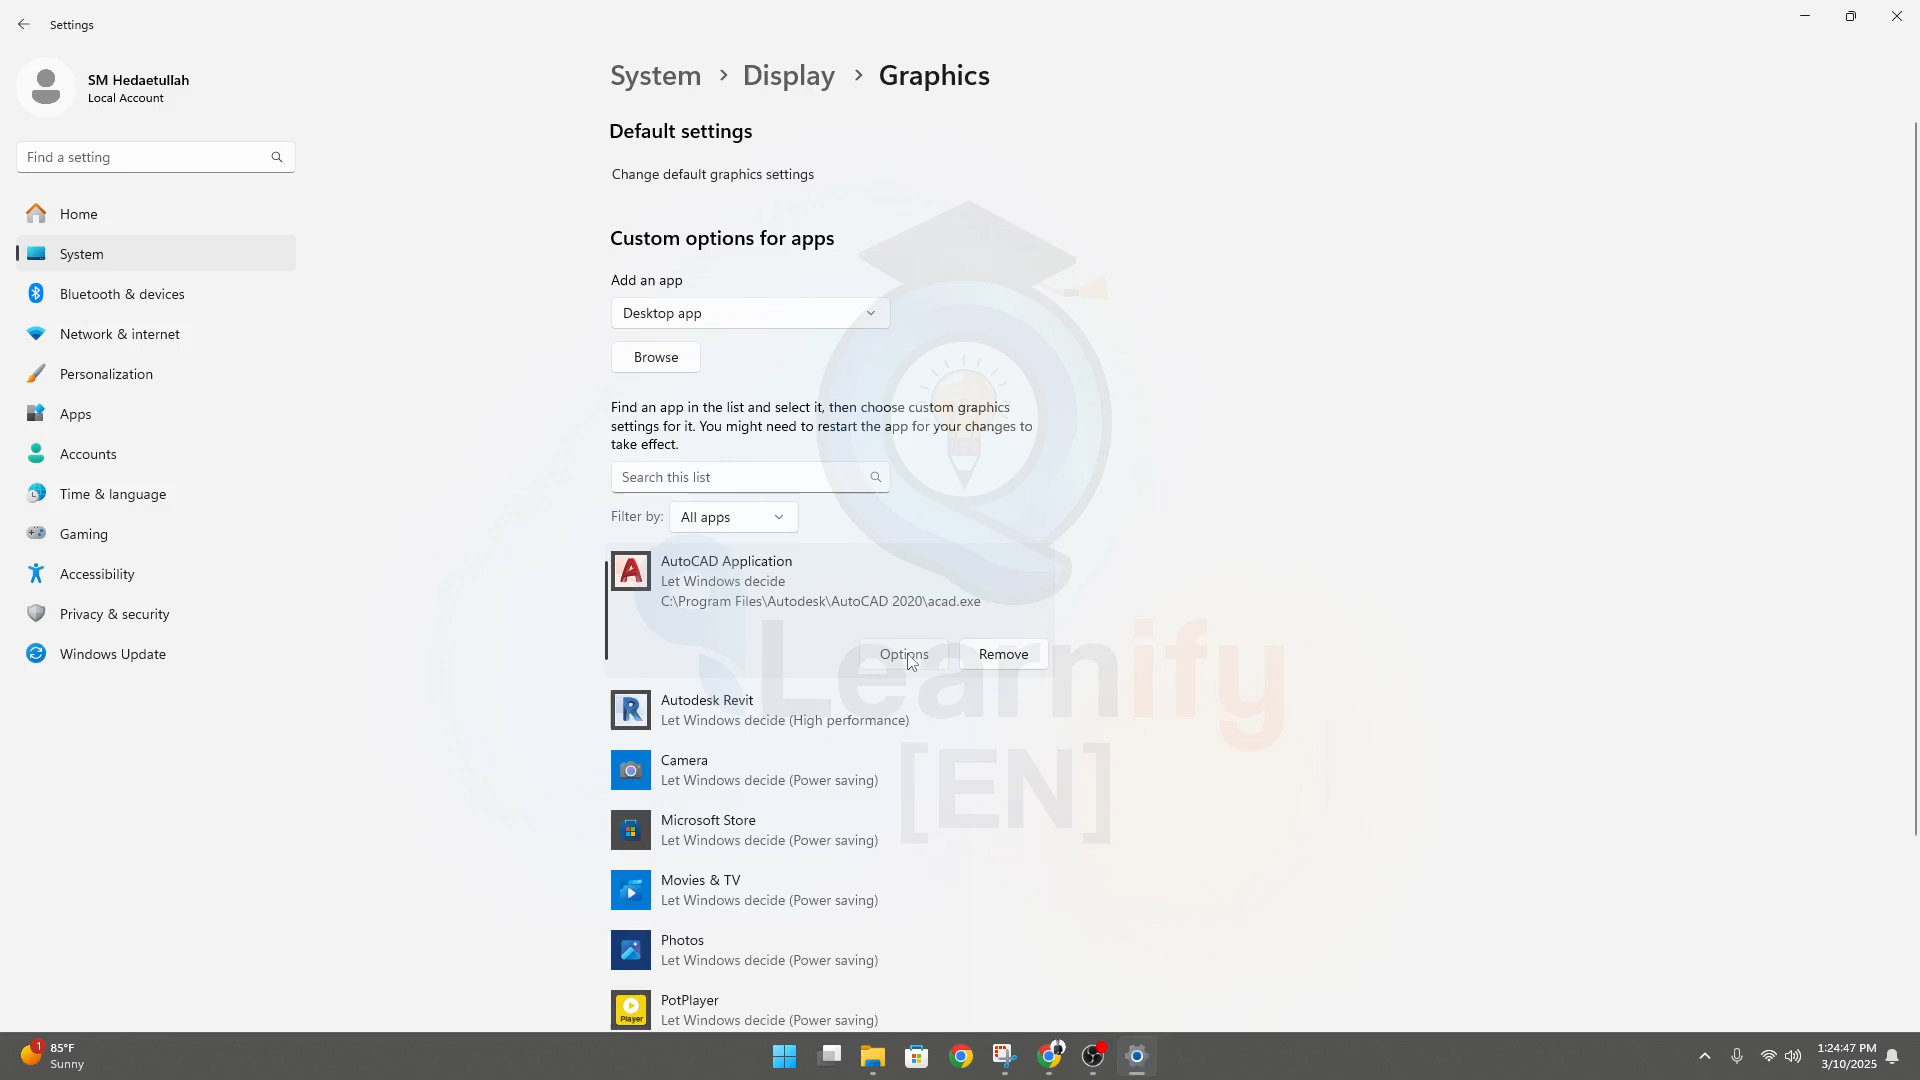 Settings
SM Hedaetullah
Local Account
Find a setting
Home
System
Bluetooth & devices
Network & internet
Personalization
Apps
Accounts
Time & language
Gaming
Accessibility
Privacy & security
Windows Update
System > Display > Graphics
Default settings
Change default graphics settings
Custom options for apps
Add an app
Desktop app
Browse
Find an app in the list and select it, then choose custom graphics
settings for it. You might need to restart the app for your changes to
take effect.
Search this list
Filter by: All apps
A AutoCAD Application
Let Windows decide
C:\Program Files\Autodesk\AutoCAD 2020\acad.exe
Options Remove
R Autodesk Revit
Let Windows decide (High performance)
Camera
Let Windows decide (Power saving)
Microsoft Store
Let Windows decide (Power saving)
Movies & TV
Let Windows decide (Power saving)
Photos
Let Windows decide (Power saving)
PotPlayer
Player
Let Windows decide (Power saving)
Learnify
[EN]
1
85°F
Sunny
1:24:47 PM
3/10/2025